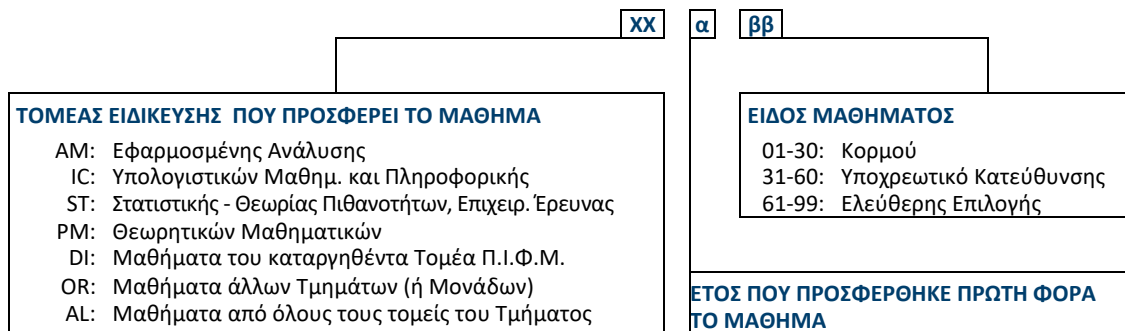 XX α ββ
ΤΟΜΕΑΣ ΕΙΔΙΚΕΥΣΗΣ ΠΟΥ ΠΡΟΣΦΕΡΕΙ ΤΟ ΜΑΘΗΜΑ
AM: Εφαρμοσμένης Ανάλυσης
IC: Υπολογιστικών Μαθημ. και Πληροφορικής
ST: Στατιστικής - Θεωρίας Πιθανοτήτων, Επιχειρ. Έρευνας
PM: Θεωρητικών Μαθηματικών
DI: Μαθήματα του καταργηθέντα Τομέα Π.Ι.Φ.Μ.
OR: Μαθήματα άλλων Τμημάτων (ή Μονάδων)
AL: Μαθήματα από όλους τους τομείς του Τμήματος
ΕΙΔΟΣ ΜΑΘΗΜΑΤΟΣ
01-30: Κορμού
31-60: Υποχρεωτικό Κατεύθυνσης
61-99: Ελεύθερης Επιλογής
ΕΤΟΣ ΠΟΥ ΠΡΟΣΦΕΡΘΗΚΕ ΠΡΩΤΗ ΦΟΡΑ
ΤΟ ΜΑΘΗΜΑ